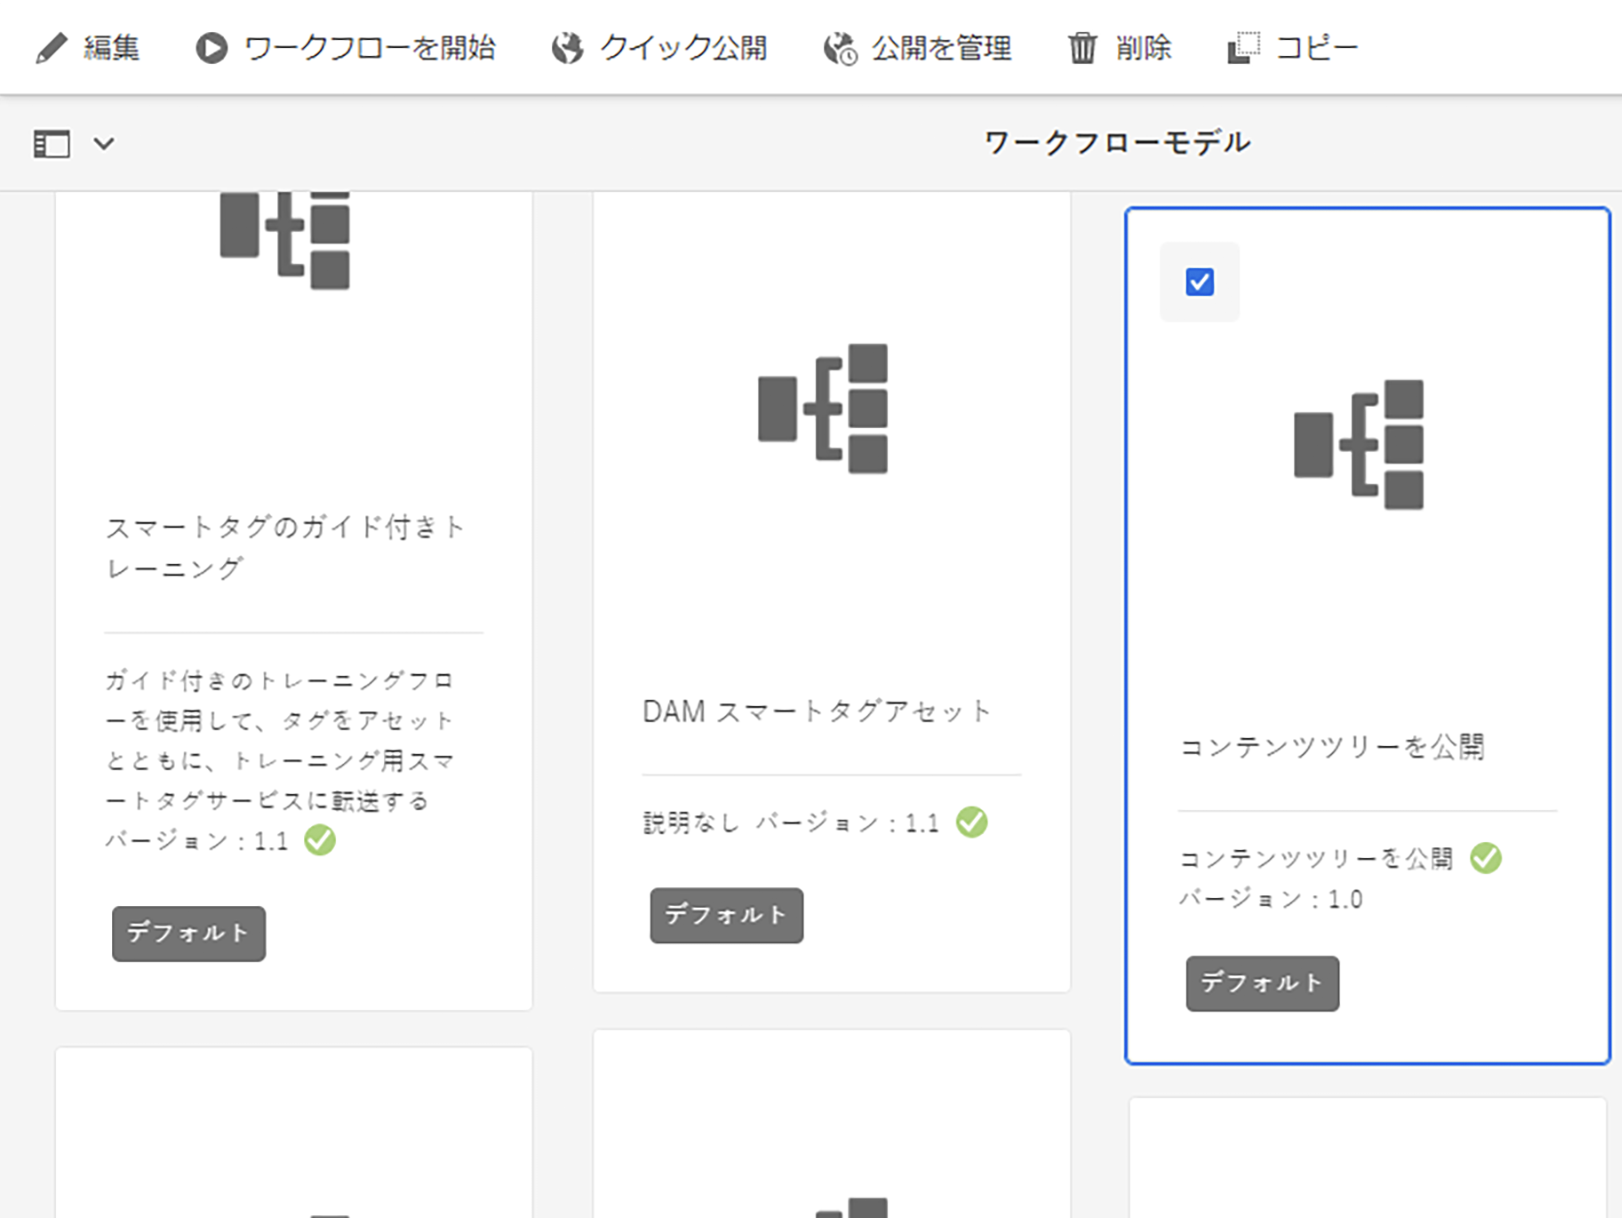 編集 ワークフローを開始 クイック公開 公開を管理 削除 コピー
ワークフローモデル
スマートタグのガイド付きト
レーニング
ガイド付きのトレーニングフロ
ーを使用して、タグをアセット
とともに、トレーニング用スマ
ートタグサービスに転送する
バージョン : 1.1
デフォルト
DAM スマートタグアセット
説明なし バージョン : 1.1
デフォルト
コンテンツツリーを公開
コンテンツツリーを公開
バージョン : 1.0
デフォルト